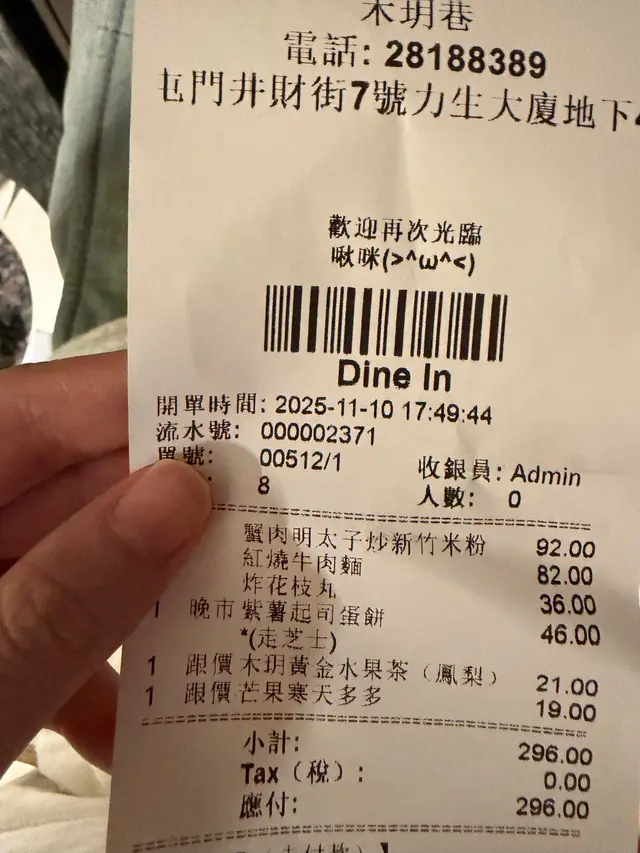 木玥巷
電話: 28188389
屯門井財街7號力生大廈地下
歡迎再次光臨
啾咪(>^ω^<)
Dine In
開單時間: 2025-11-10 17:49:44
流水號: 000002371
單號: 00512/1 收銀員: Admin
8 人數: 0
蟹肉明太子炒新竹米粉 92.00
紅燒牛肉麵 82.00
炸花枝丸 36.00
1 晚市紫薯起司蛋餅 46.00
*(走芝士)
1 跟價木玥黃金水果茶（鳳梨） 21.00
1 跟價芒果寒天多多 19.00
小計: 296.00
Tax（稅）: 0.00
應付: 296.00